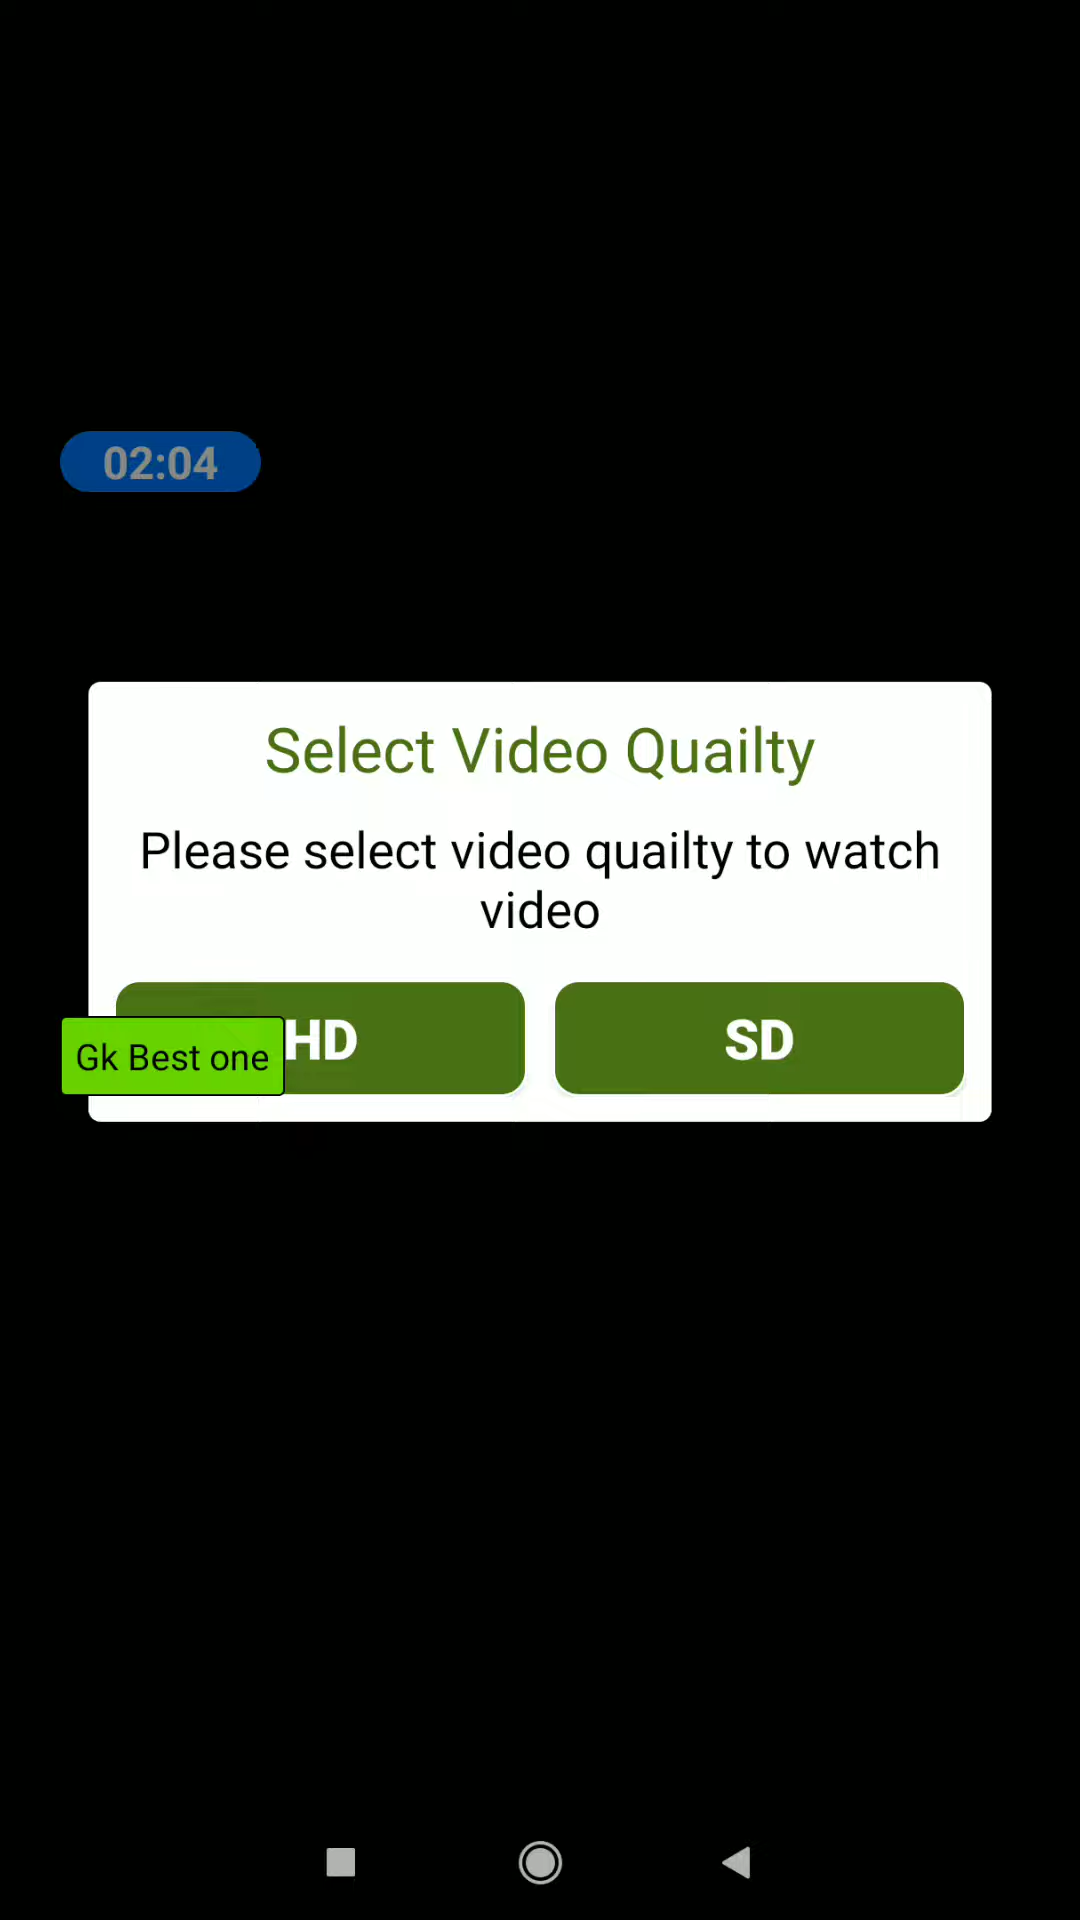 02:04
Select Video Quailty
Please select video quailty to watch
video
HD
SD
Gk Best one